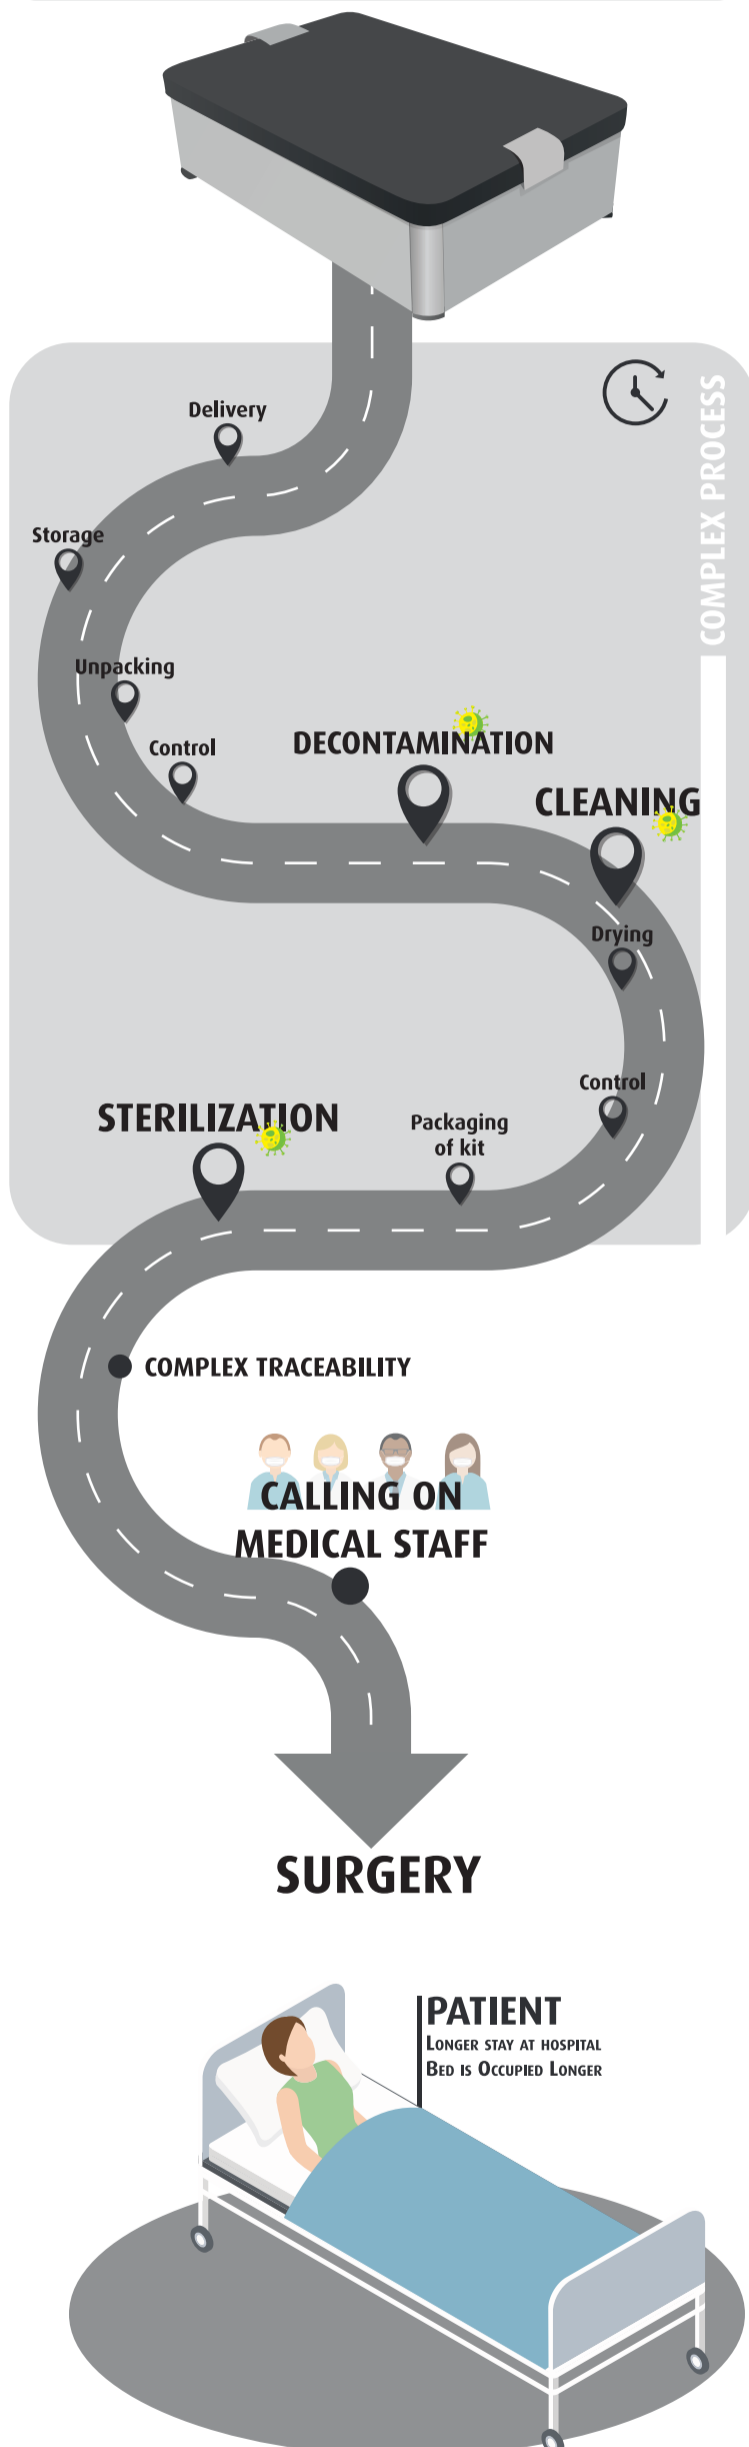 COMPLEX PROCESS
Delivery
Storage
Unpacking
Control
DECONTAMINATION
CLEANING
Drying
Control
Packaging
of kit
STERILIZATION
COMPLEX TRACEABILITY
CALLING ON
MEDICAL STAFF
SURGERY
PATIENT
LONGER STAY AT HOSPITAL
BED IS OCCUPIED LONGER